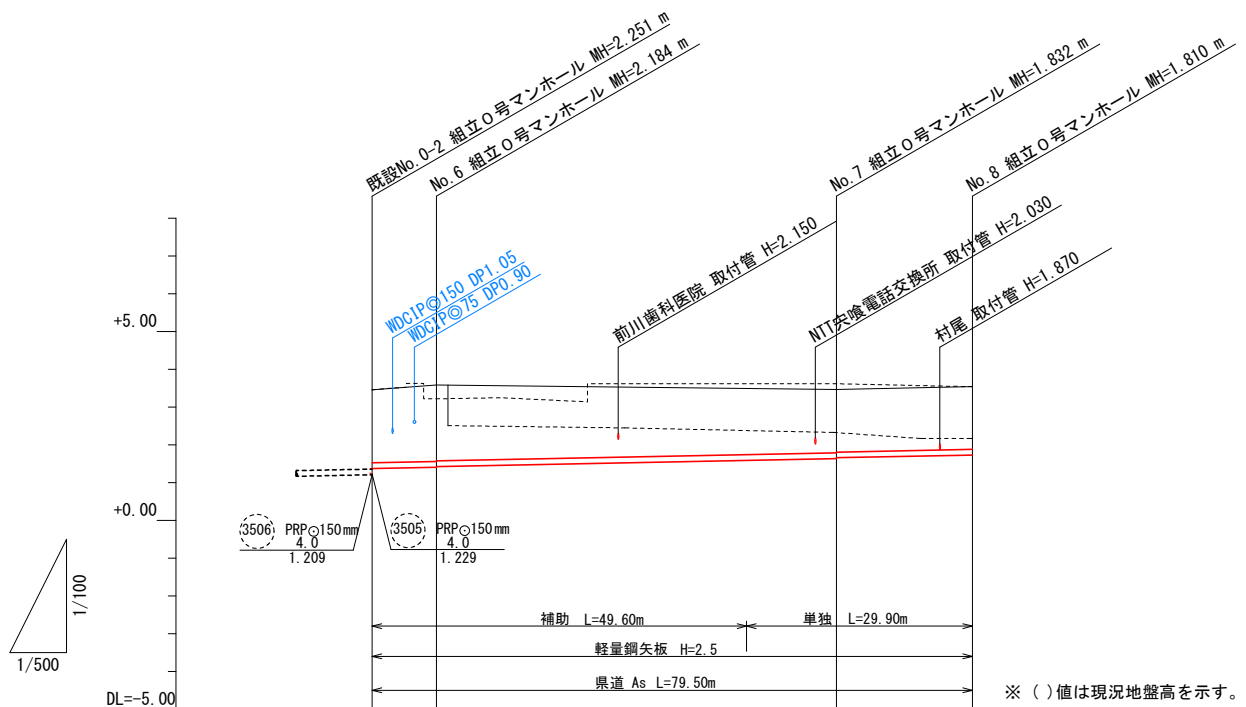 既設No.0-2 組立０号マンホール MH=2.251 m
No.6 組立０号マンホール MH=2.184 m
No.7 組立０号マンホール MH=1.832 m
No.8 組立０号マンホール MH=1.810 m
WDCIP◎150 DP1.05
WDCIP◎75 DP0.90
前川歯科医院 取付管 H=2.150
NTT宍喰電話交換所 取付管 H=2.030
村尾 取付管 H=1.870
+5.00
+0.00
DL=-5.00
3506 PRP⊙150mm
4.0
1.209
3505 PRP⊙150mm
4.0
1.229
1/100
1/500
補助 L=49.60m
単独 L=29.90m
軽量鋼矢板 H=2.5
県道 As L=79.50m
※（ ）値は現況地盤高を示す。